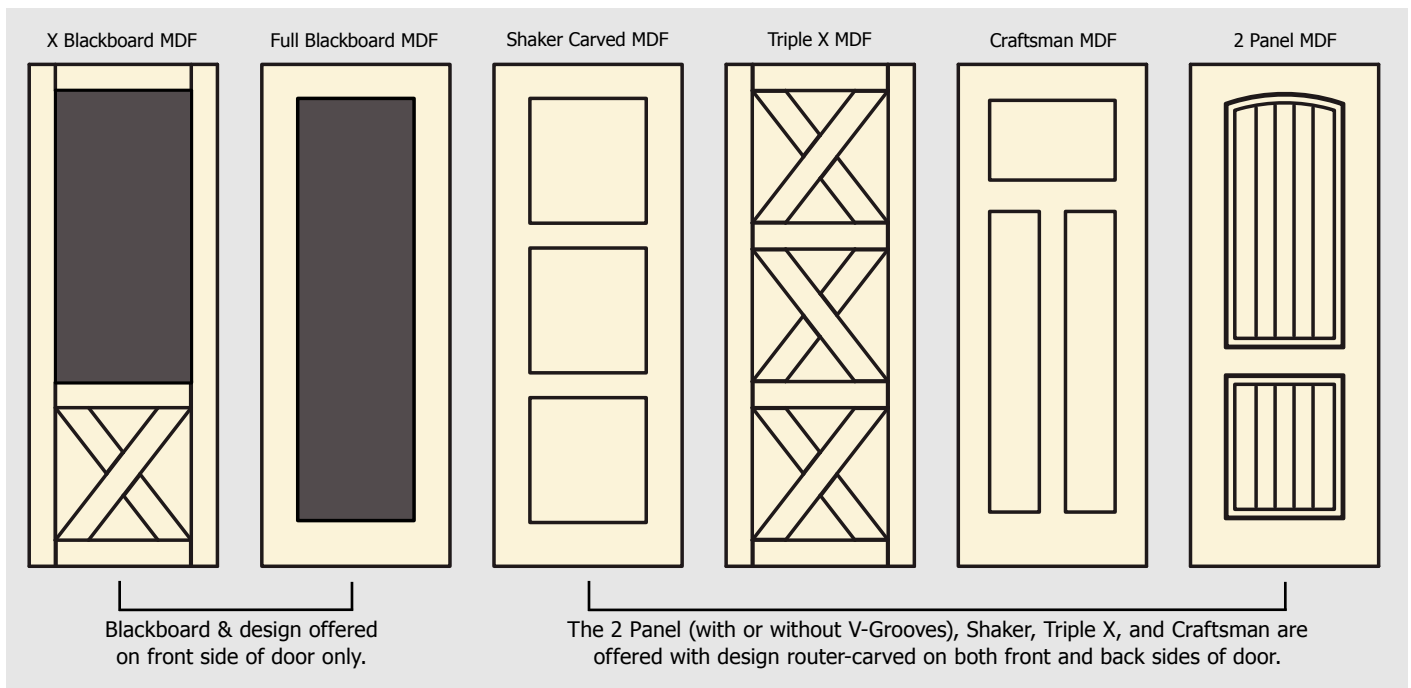 X Blackboard MDF
Full Blackboard MDF
Shaker Carved MDF
Triple X MDF
Craftsman MDF
2 Panel MDF
Blackboard & design offered
on front side of door only.
The 2 Panel (with or without V-Grooves), Shaker, Triple X, and Craftsman are
offered with design router-carved on both front and back sides of door.